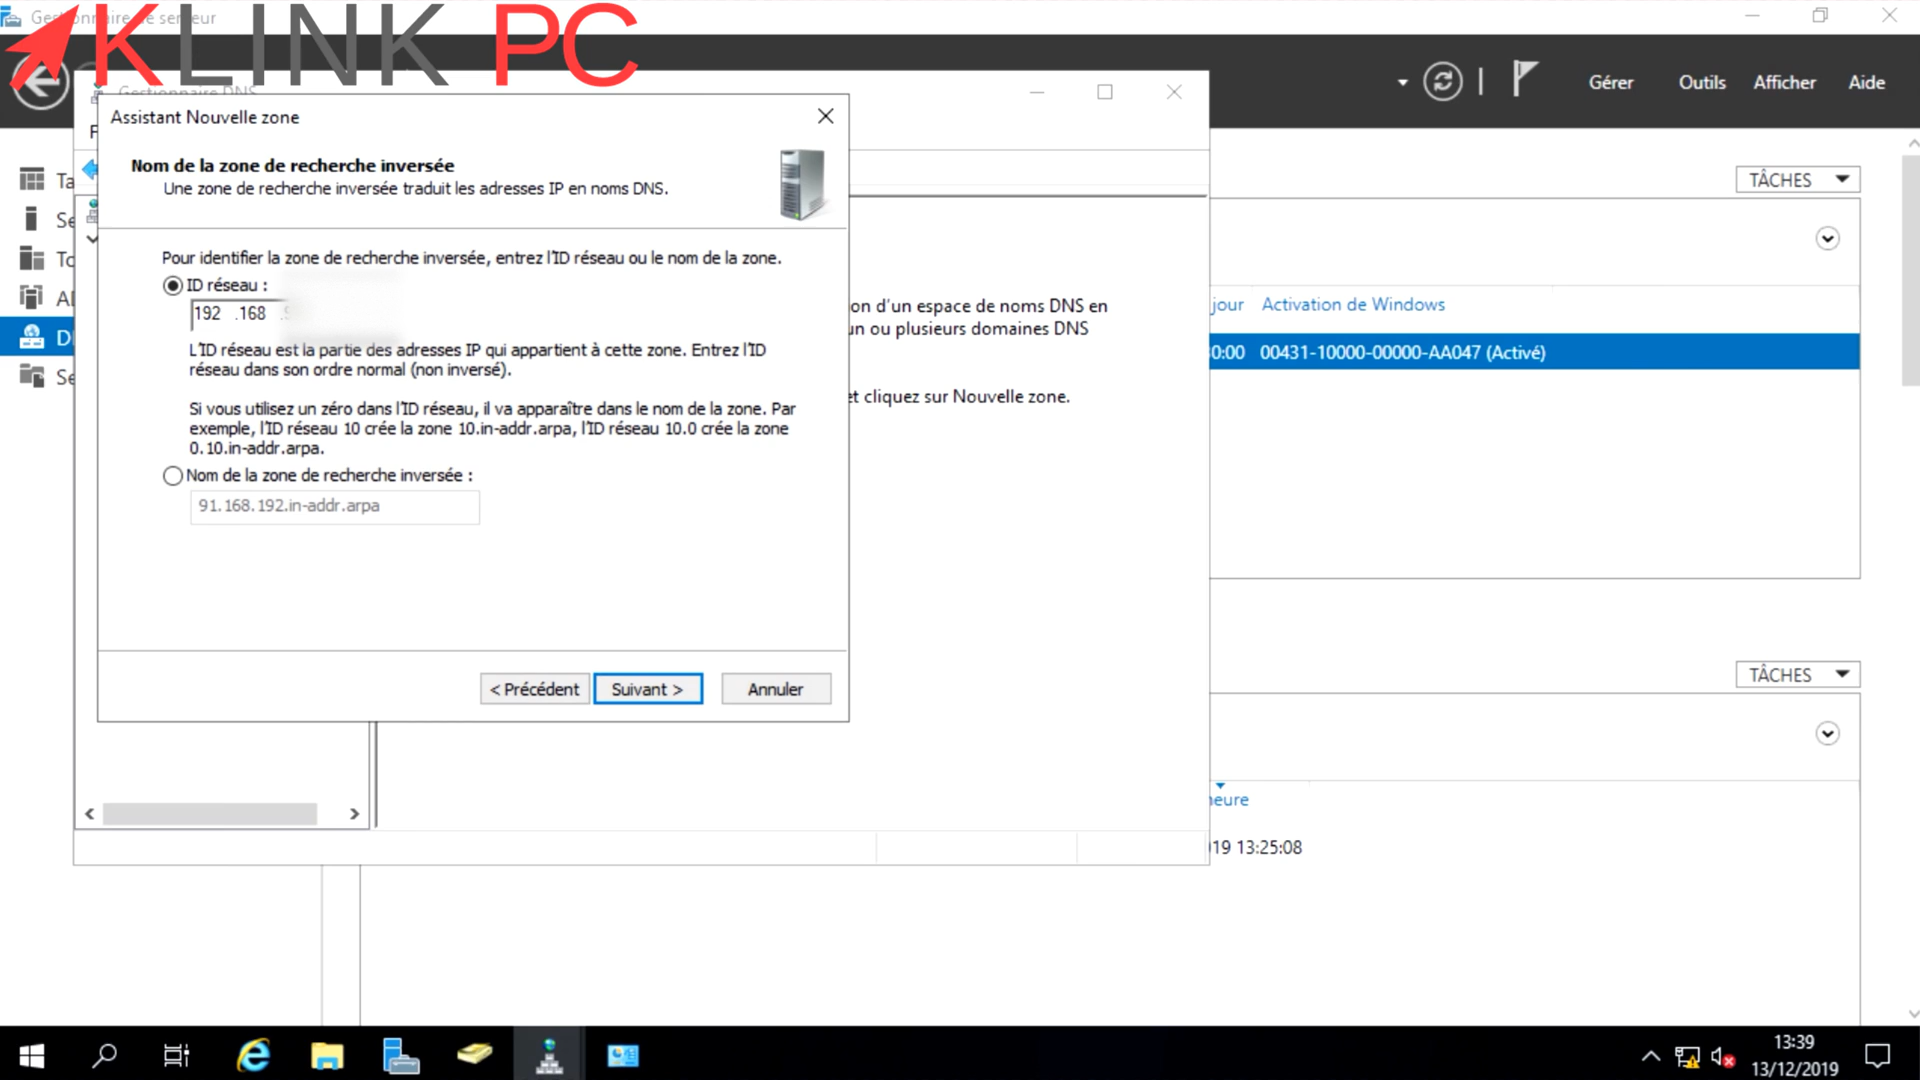 Gestionnaire de serveur
KLINK PC
Gestionnaire DNS
Gérer
Outils
Afficher
Aide
Assistant Nouvelle zone
Nom de la zone de recherche inversée
Une zone de recherche inversée traduit les adresses IP en noms DNS.
TÂCHES
Pour identifier la zone de recherche inversée, entrez l'ID réseau ou le nom de la zone.
ID réseau :
192 .168
on d'un espace de noms DNS en
un ou plusieurs domaines DNS
et cliquez sur Nouvelle zone.
jour
Activation de Windows
0:00 00431-10000-00000-AA047 (Activé)
L'ID réseau est la partie des adresses IP qui appartient à cette zone. Entrez l'ID
réseau dans son ordre normal (non inversé).
Si vous utilisez un zéro dans l'ID réseau, il va apparaître dans le nom de la zone. Par
exemple, l'ID réseau 10 crée la zone 10.in-addr.arpa, l'ID réseau 10.0 crée la zone
0.10.in-addr.arpa.
Nom de la zone de recherche inversée :
91.168.192.in-addr.arpa
< Précédent
Suivant >
Annuler
TÂCHES
heure
19 13:25:08
13:39
13/12/2019